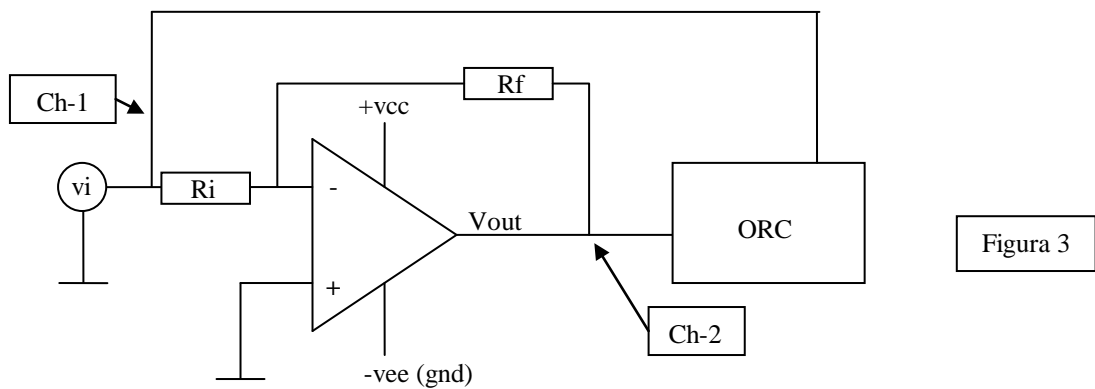 Rf
Ch-1
+vcc
vi
Ri
-
Vout
ORC
Figura 3
+
Ch-2
-vee (gnd)